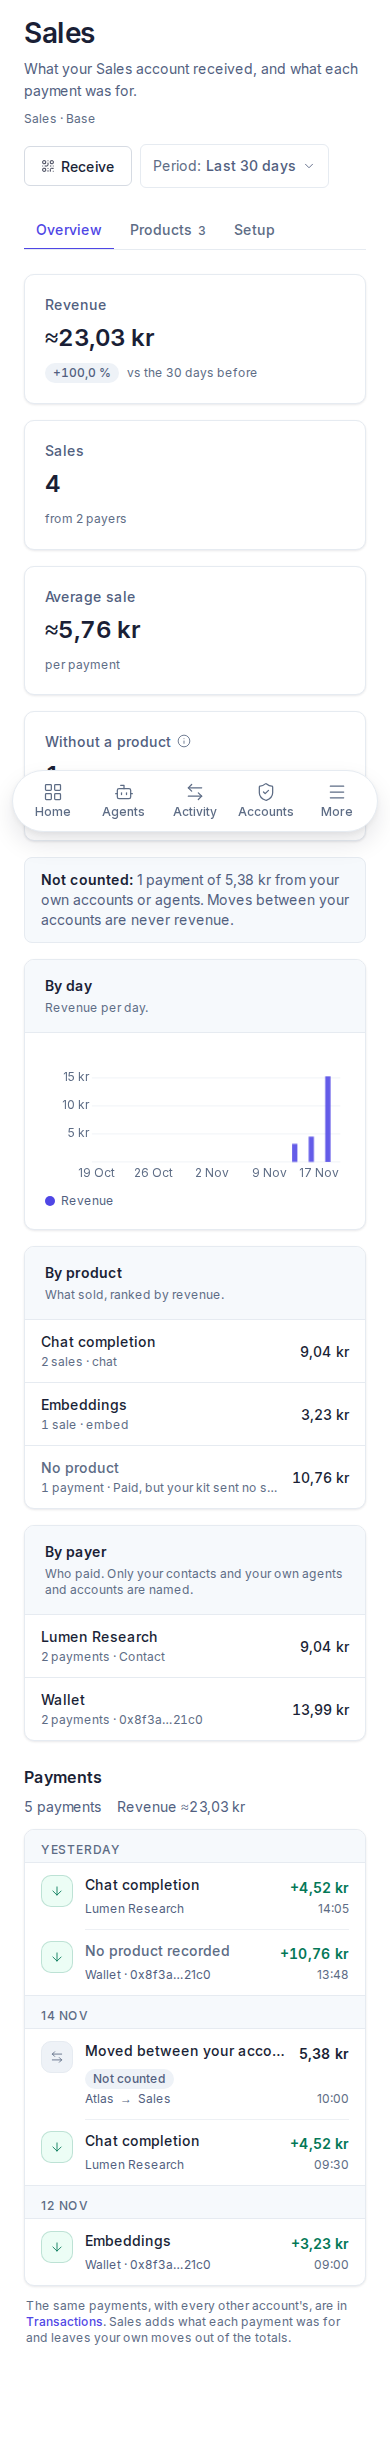 Sales
What your Sales account received, and what each
payment was for.
Sales · Base
Receive
Period: Last 30 days
Overview
Products 3
Setup
Revenue
≈23,03 kr
+100,0 % vs the 30 days before
Sales
4
from 2 payers
Average sale
≈5,76 kr
per payment
Without a product
Home
Agents
Activity
Accounts
More
Not counted: 1 payment of 5,38 kr from your
own accounts or agents. Moves between your
accounts are never revenue.
By day
Revenue per day.
15 kr
10 kr
5 kr
19 Oct
26 Oct
2 Nov
9 Nov
17 Nov
Revenue
By product
What sold, ranked by revenue.
Chat completion
9,04 kr
2 sales · chat
Embeddings
3,23 kr
1 sale · embed
No product
10,76 kr
1 payment · Paid, but your kit sent no s...
By payer
Who paid. Only your contacts and your own agents
and accounts are named.
Lumen Research
9,04 kr
2 payments · Contact
Wallet
13,99 kr
2 payments · 0x8f3a…21c0
Payments
5 payments Revenue ≈23,03 kr
YESTERDAY
Chat completion
+4,52 kr
Lumen Research
14:05
No product recorded
+10,76 kr
Wallet · 0x8f3a…21c0
13:48
14 NOV
Moved between your acco...
5,38 kr
Not counted
Atlas → Sales
10:00
Chat completion
+4,52 kr
Lumen Research
09:30
12 NOV
Embeddings
+3,23 kr
Wallet · 0x8f3a…21c0
09:00
The same payments, with every other account's, are in
Transactions. Sales adds what each payment was for
and leaves your own moves out of the totals.